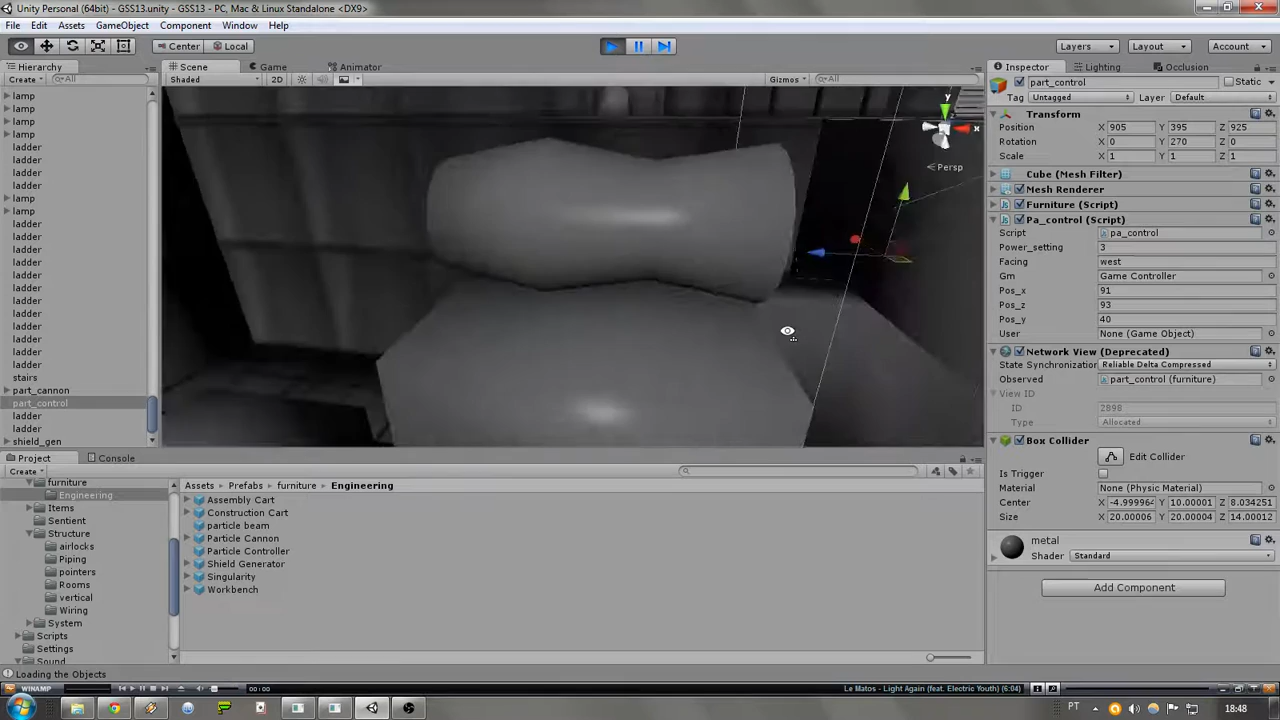 Unity Personal (64bit) - GSS13.unity - GSS13 - PC, Mac & Linux Standalone <DX9>
File Edit Assets GameObject Component Window Help
Center Local Layers Layout Account
Hierarchy Scene Game Animator Inspector Lighting Occlusion
Create All Shaded 2D Gizmos All part_control Static
Tag Untagged Layer Default
lamp
lamp
lamp
lamp
ladder
ladder
ladder
ladder
lamp
lamp
ladder
ladder
ladder
ladder
ladder
ladder
ladder
ladder
ladder
ladder
ladder
ladder
stairs
part_cannon
part_control
ladder
ladder
shield_gen
y
x
z
Persp
Transform
Position X 905 Y 395 Z 925
Rotation X 0 Y 270 Z 0
Scale X 1 Y 1 Z 1
Cube (Mesh Filter)
Mesh Renderer
Furniture (Script)
Pa_control (Script)
Script pa_control
Power_setting 3
Facing west
Gm Game Controller
Pos_x 91
Pos_z 93
Pos_y 40
User None (Game Object)
Network View (Deprecated)
State Synchronization Reliable Delta Compressed
Observed part_control (furniture)
View ID
ID 2898
Type Allocated
Box Collider
Edit Collider
Is Trigger
Material None (Physic Material)
Center X -4.999964 Y 10.00001 Z 8.034251
Size X 20.00006 Y 20.00004 Z 14.00012
metal
Shader Standard
Add Component
Project Console
Create
furniture
Engineering
Items
Sentient
Structure
airlocks
Piping
pointers
Rooms
vertical
Wiring
System
Scripts
Settings
Sound
Assets Prefabs furniture Engineering
Assembly Cart
Construction Cart
particle beam
Particle Cannon
Particle Controller
Shield Generator
Singularity
Workbench
Loading the Objects
WINAMP 00:00 Le Matos - Light Again (feat. Electric Youth) (6:04)
PT 18:48